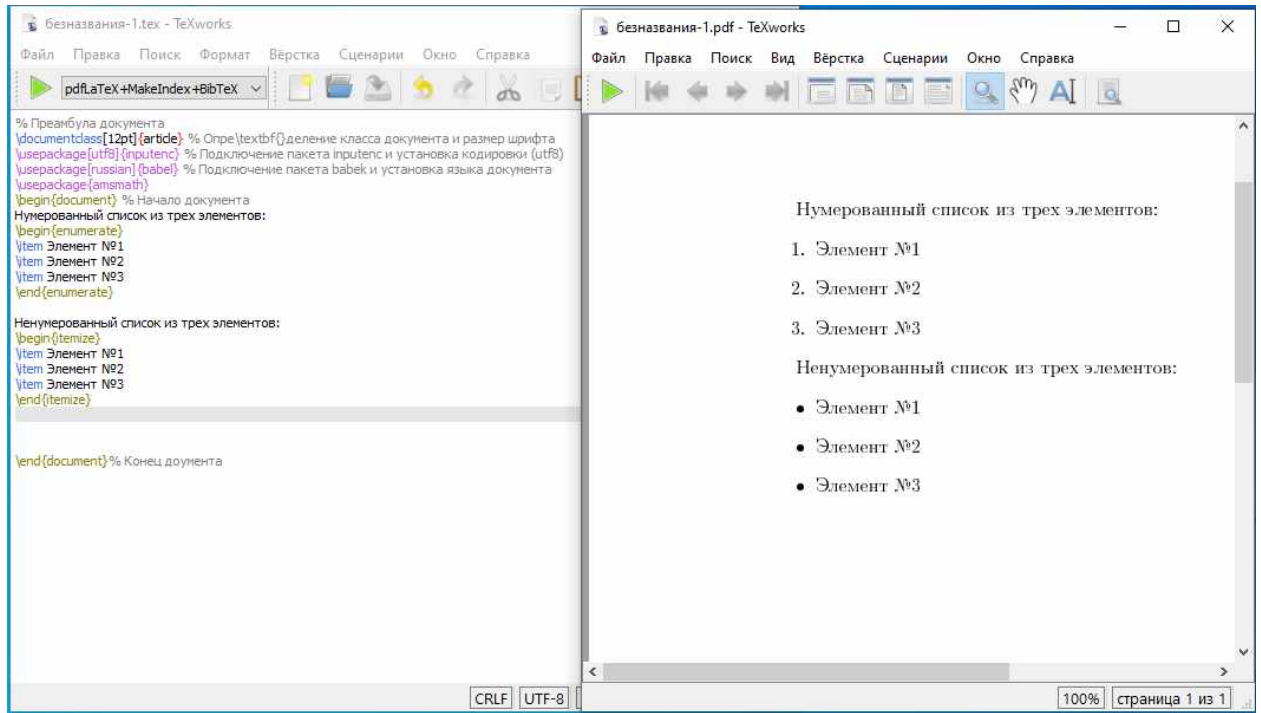 безназвания-1.tex - TeXworks
Файл Правка Поиск Формат Вёрстка Сценарии Окно Справка
pdfLaTeX+MakeIndex+BibTeX
% Преамбула документа
\documentclass[12pt]{article} % Опре\textbf{}деление класса документа и размер шрифта
\usepackage[utf8]{inputenc} % Подключение пакета inputenc и установка кодировки (utf8)
\usepackage[russian]{babel} % Подключение пакета babek и установка языка документа
\usepackage{amsmath}
\begin{document} % Начало документа
Нумерованный список из трех элементов:
\begin{enumerate}
\item Элемент №1
\item Элемент №2
\item Элемент №3
\end{enumerate}
Ненумерованный список из трех элементов:
\begin{itemize}
\item Элемент №1
\item Элемент №2
\item Элемент №3
\end{itemize}
\end{document}% Конец доумента
CRLF UTF-8
безназвания-1.pdf - TeXworks
Файл Правка Поиск Вид Вёрстка Сценарии Окно Справка
Нумерованный список из трех элементов:
1. Элемент №1
2. Элемент №2
3. Элемент №3
Ненумерованный список из трех элементов:
• Элемент №1
• Элемент №2
• Элемент №3
100% страница 1 из 1